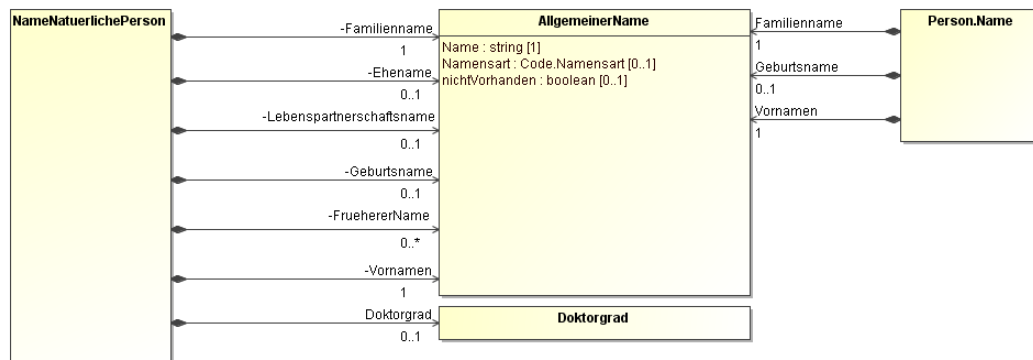 NameNatuerlichePerson
-Familienname
1
-Ehename
0..1
-Lebenspartnerschaftsname
0..1
-Geburtsname
0..1
-FruehererName
0..*
-Vornamen
1
Doktorgrad
0..1
AllgemeinerName
Name : string [1]
Namensart : Code.Namensart [0..1]
nichtVorhanden : boolean [0..1]
Doktorgrad
Familienname
1
Geburtsname
0..1
Vornamen
1
Person.Name